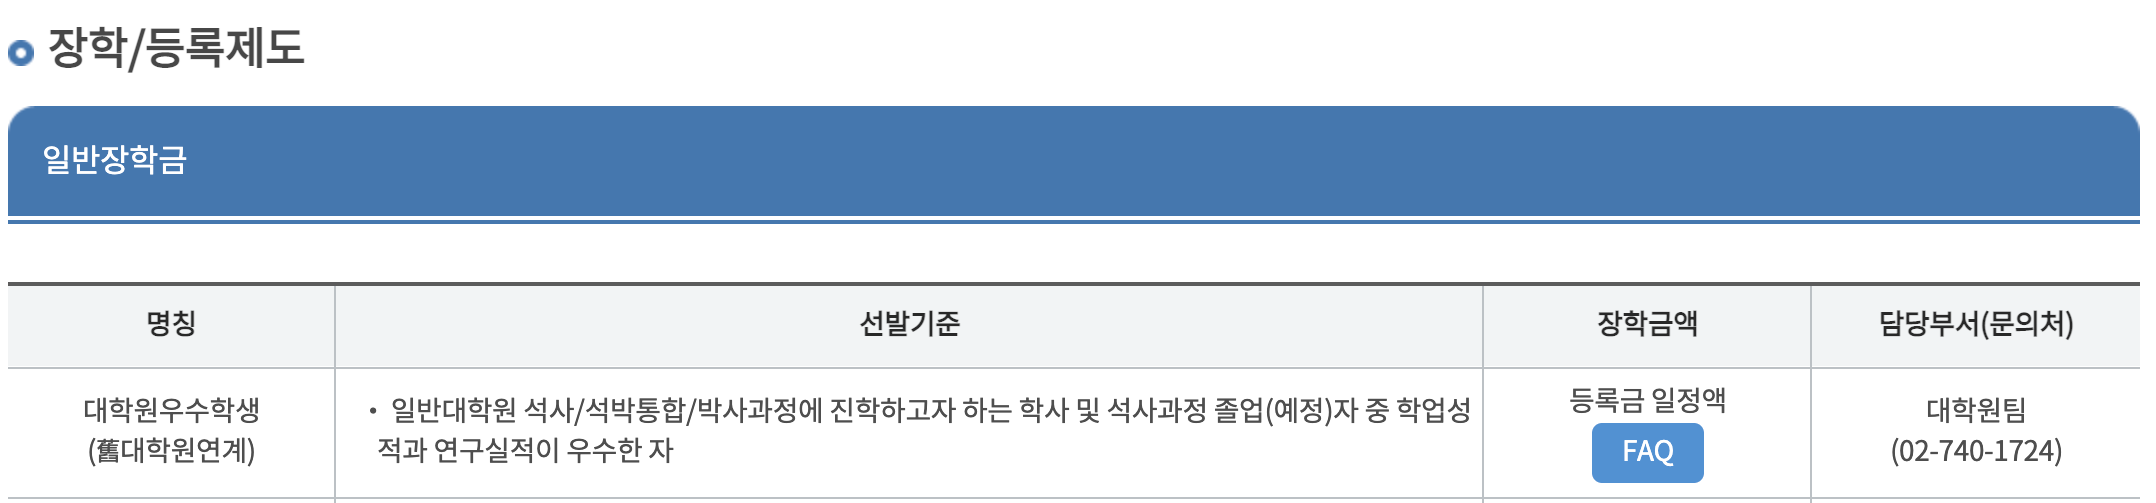 장학/등록제도
일반장학금
명칭
선발기준
장학금액
담당부서(문의처)
대학원우수학생
(舊대학원연계)
• 일반대학원 석사/석박통합/박사과정에 진학하고자 하는 학사 및 석사과정 졸업(예정)자 중 학업성
적과 연구실적이 우수한 자
등록금 일정액
FAQ
대학원팀
(02-740-1724)